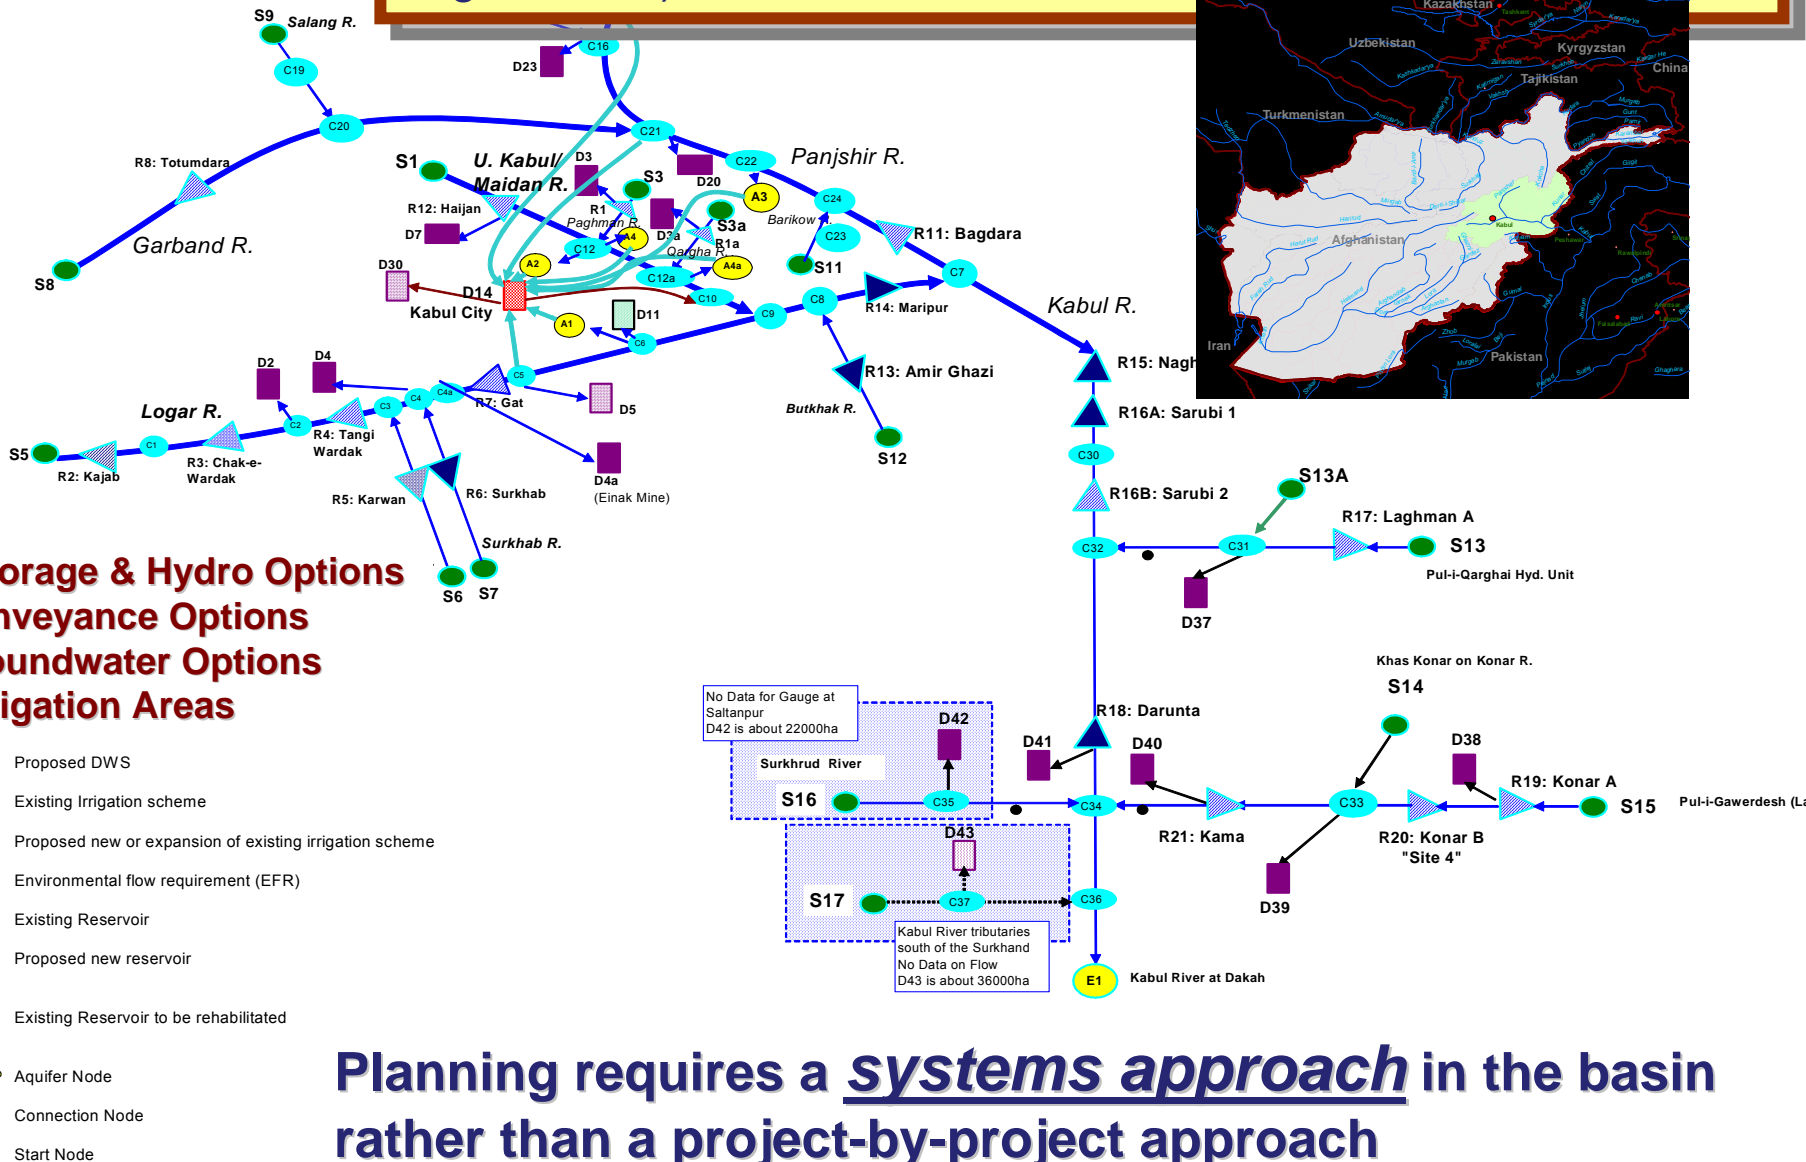 S9
Salang R.
C16
D23
C19
C20
C21
R8: Totumdara
S1
U. Kabul/
Maidan R.
D3
S3
D20
C22
Panjshir R.
A3
R12: Haijan
R1
Paghman R.
D3a
S3a
R1a
Barikow
C24
C23
R11: Bagdara
Garband R.
D7
A4
C12
Qargha R.
A4a
S8
D30
A2
C12a
S11
C7
D14
Kabul City
C10
C8
C9
R14: Maripur
Kabul R.
A1
D11
C6
D2
D4
C5
R13: Amir Ghazi
R15: Nagh
Logar R.
C3
C4
C4a
R7: Gat
D5
Butkhak R.
R16A: Sarubi 1
S5
R2: Kajab
C1
R3: Chak-e-
Wardak
C2
R4: Tangi
Wardak
S12
C30
R5: Karwan
R6: Surkhab
D4a
(Einak Mine)
R16B: Sarubi 2
S13A
R17: Laghman A
Surkhab R.
C32
C31
S13
Pul-i-Qarghai Hyd. Unit
S6
S7
D37
orage & Hydro Options
nveyance Options
oundwater Options
igation Areas
Khas Konar on Konar R.
S14
No Data for Gauge at
Saltanpur
D42 is about 22000ha
D42
R18: Darunta
D41
D40
D38
Surkhrud River
R19: Konar A
S16
C35
C34
C33
S15
Pul-i-Gawerdesh (La
R21: Kama
R20: Konar B
"Site 4"
D43
S17
C37
C36
D39
Kabul River tributaries
south of the Surkhand
No Data on Flow
D43 is about 36000ha
E1
Kabul River at Dakah
Proposed DWS
Existing Irrigation scheme
Proposed new or expansion of existing irrigation scheme
Environmental flow requirement (EFR)
Existing Reservoir
Proposed new reservoir
Existing Reservoir to be rehabilitated
Aquifer Node
Connection Node
Start Node
Kazakhstan
Uzbekistan
Kyrgyzstan
China
Tajikistan
Turkmenistan
Afghanistan
Kabul
Peshawar
Iran
Pakistan
Planning requires a systems approach in the basin
rather than a project-by-project approach